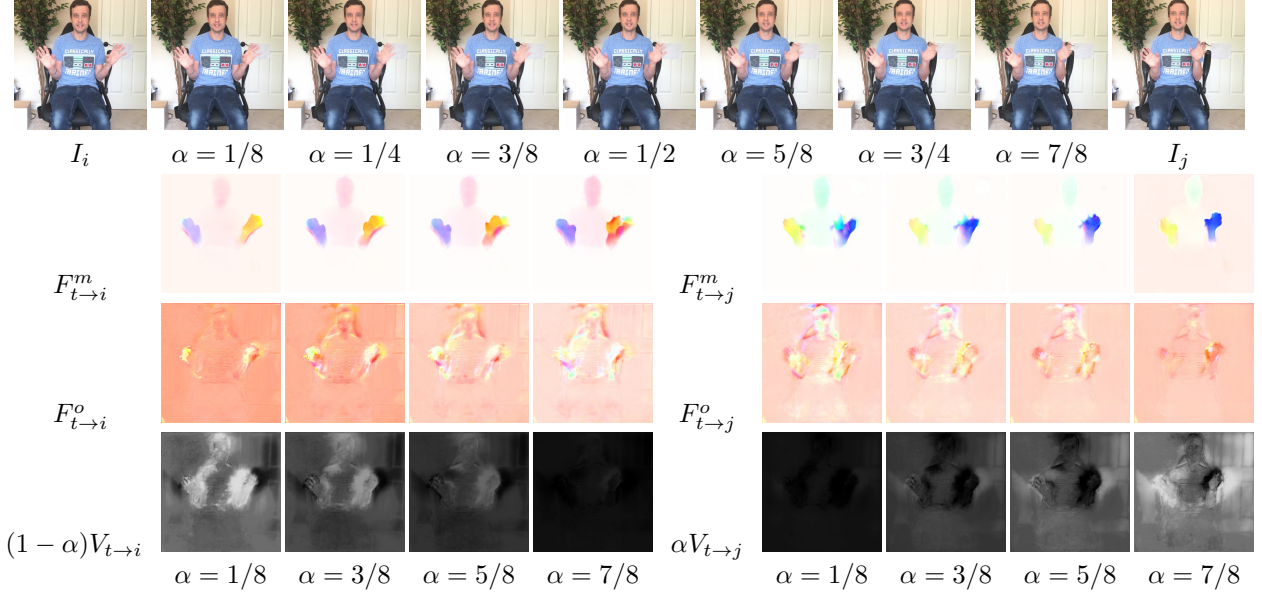 CLASSICALLY
TRAINED
I_i α = 1/8 α = 1/4 α = 3/8 α = 1/2 α = 5/8 α = 3/4 α = 7/8 I_j
F^m_{t→i} F^m_{t→j}
F^o_{t→i} F^o_{t→j}
(1 − α)V_{t→i} αV_{t→j}
α = 1/8 α = 3/8 α = 5/8 α = 7/8 α = 1/8 α = 3/8 α = 5/8 α = 7/8